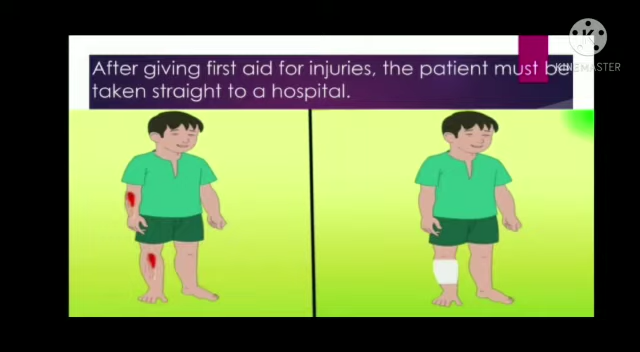 After giving first aid for injuries, the patient must be
taken straight to a hospital.
KINEMASTER